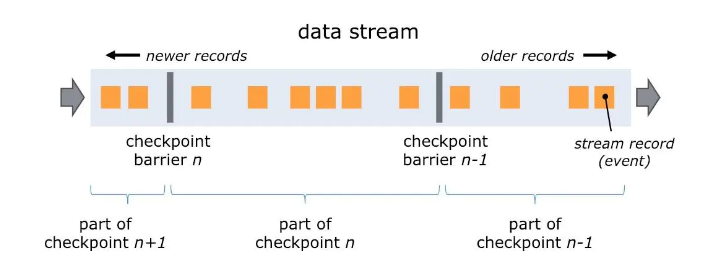 data stream
newer records
older records
checkpoint
barrier n
checkpoint
barrier n-1
stream record
(event)
part of
checkpoint n+1
part of
checkpoint n
part of
checkpoint n-1